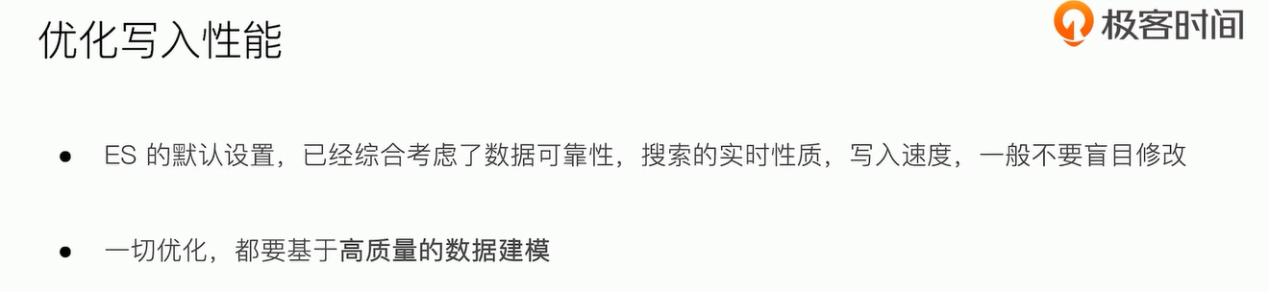 优化写入性能
极客时间
ES 的默认设置，已经综合考虑了数据可靠性，搜索的实时性质，写入速度，一般不要盲目修改
一切优化，都要基于高质量的数据建模